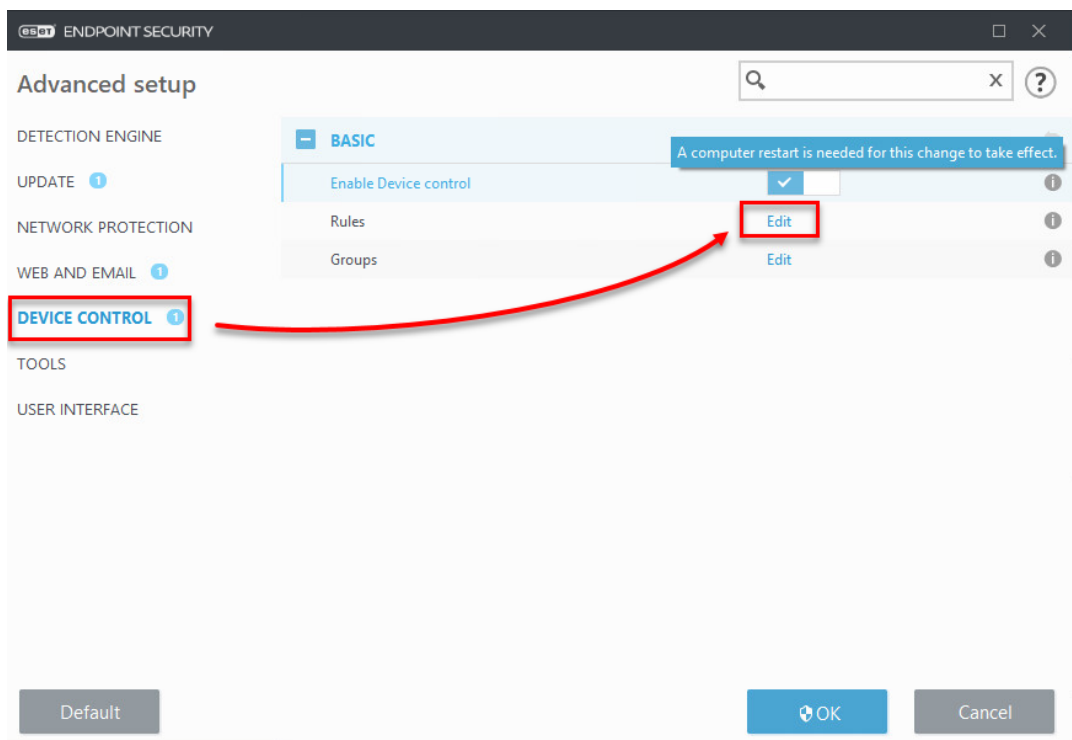 eset ENDPOINT SECURITY
Advanced setup
x
?
DETECTION ENGINE
UPDATE 1
NETWORK PROTECTION
WEB AND EMAIL 1
DEVICE CONTROL 1
TOOLS
USER INTERFACE
BASIC
A computer restart is needed for this change to take effect.
Enable Device control
Rules Edit
Groups Edit
Default
OK
Cancel